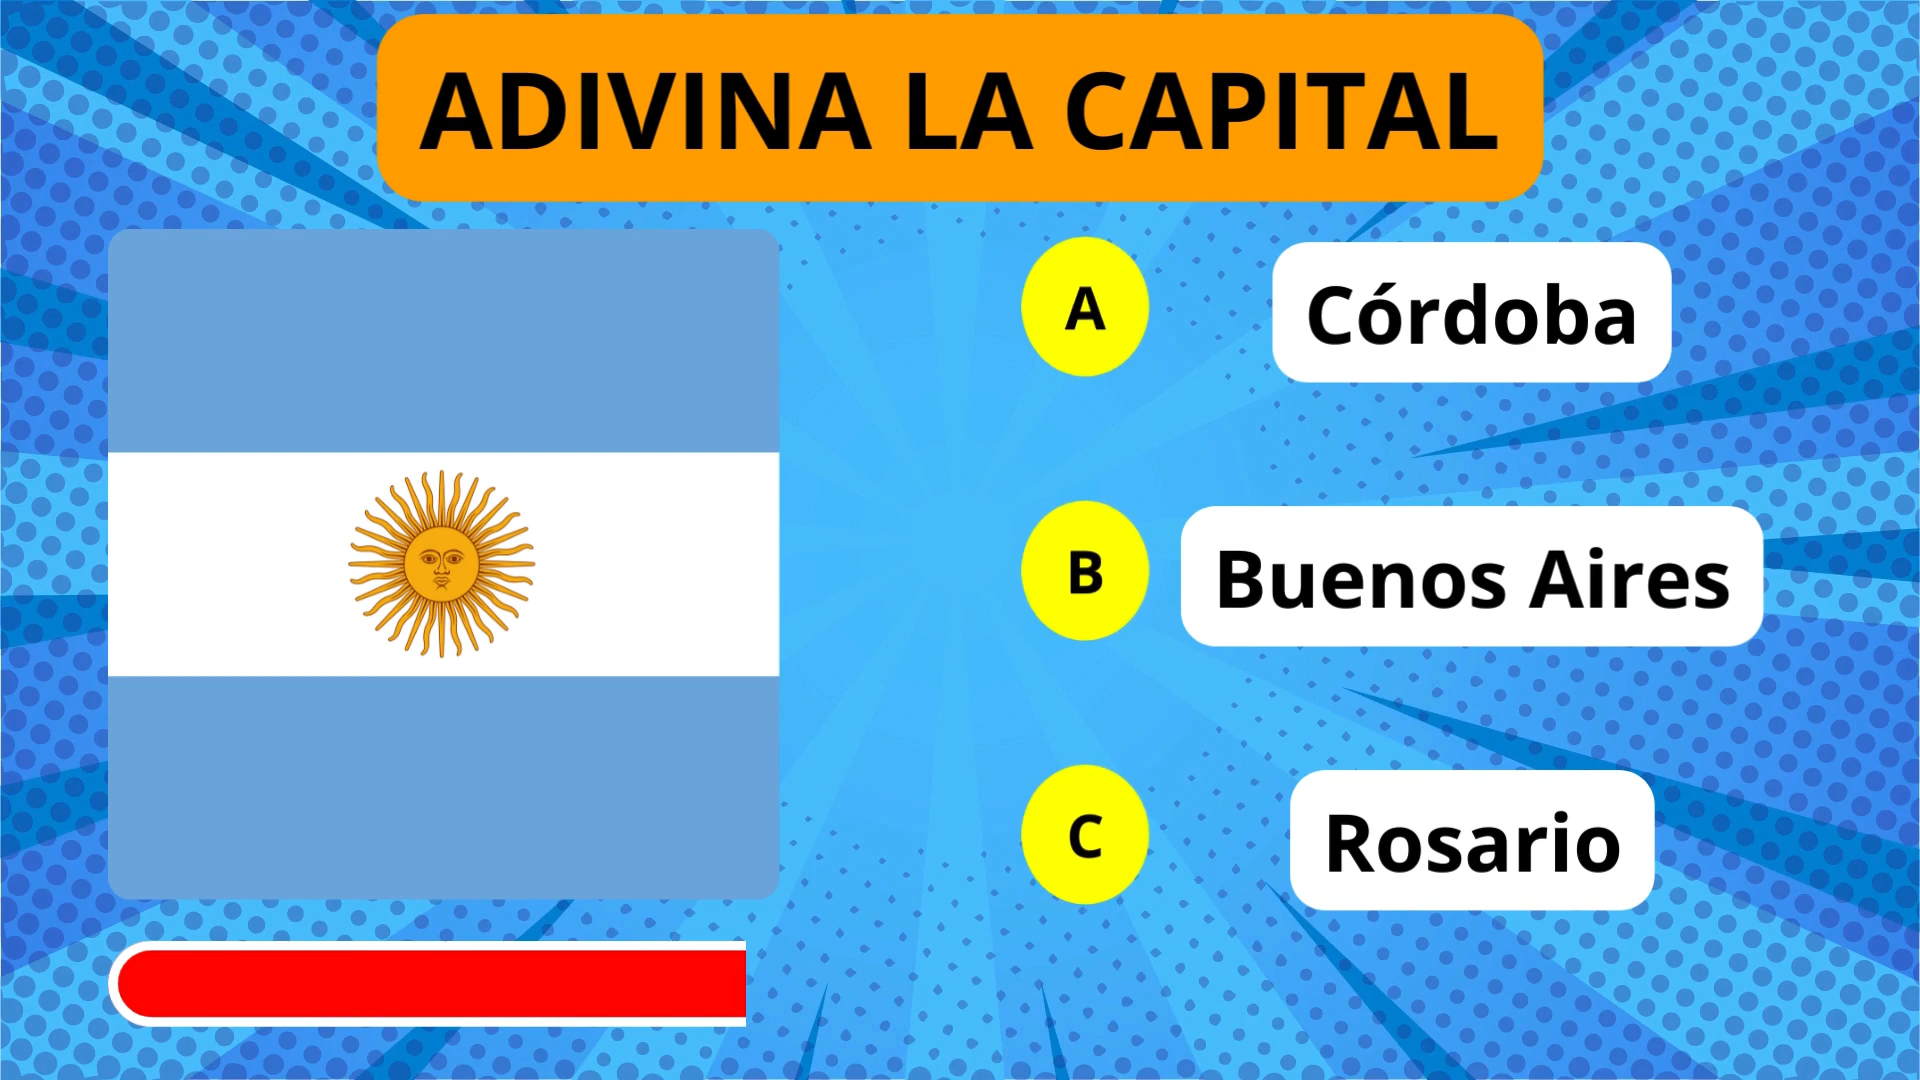 ADIVINA LA CAPITAL
A
Córdoba
B
Buenos Aires
C
Rosario